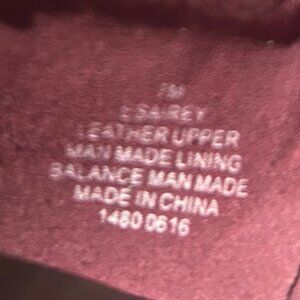 7M
LEATHER UPPER
MAN MADE LINING
BALANCE MAN MADE
MADE IN CHINA
1480 0616